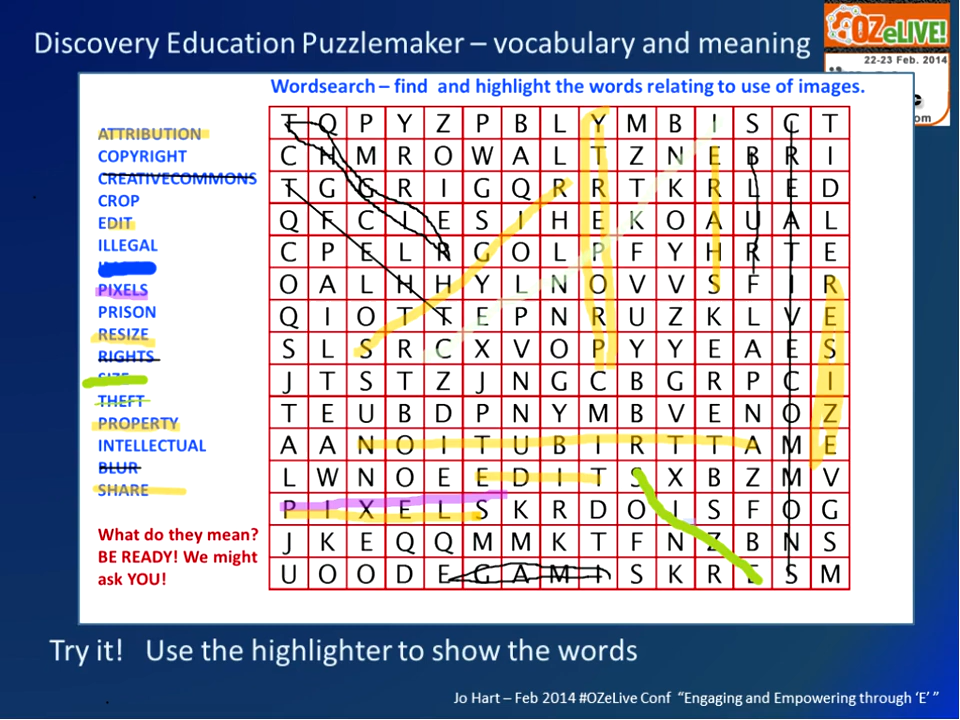 Discovery Education Puzzlemaker – vocabulary and meaning
OZeLIVE!
22-23 Feb. 2014
Wordsearch – find and highlight the words relating to use of images.
ATTRIBUTION
COPYRIGHT
CREATIVECOMMONS
CROP
EDIT
ILLEGAL
PIXELS
PRISON
RESIZE
RIGHTS
THEFT
PROPERTY
INTELLECTUAL
BLUR
SHARE
What do they mean?
BE READY! We might
ask YOU!
T Q P Y Z P B L Y M B I S C T
C H M R O W A L T Z N E B R I
T G G R I G Q R R T K R L E D
Q F C I E S I H E K O A U A L
C P E L R G O L P F Y H R T E
O A L H H Y L N O V V S F I R
Q I O T T E P N R U Z K L V E
S L S R C X V O P Y Y E A E S
J T S T Z J N G C B G R P C I
T E U B D P N Y M B V E N O Z
A A N O I T U B I R T T A M E
L W N O E E D I T S X B Z M V
P I X E L S K R D O I S F O G
J K E Q Q M M K T F N Z B N S
U O O D E G A M I S K R E S M
Try it! Use the highlighter to show the words
Jo Hart – Feb 2014 #OZeLive Conf “Engaging and Empowering through ‘E’ ”